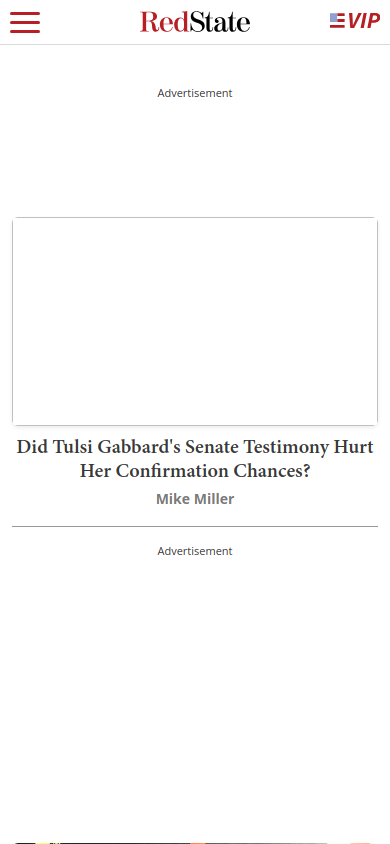 RedState
VIP
Advertisement
Did Tulsi Gabbard's Senate Testimony Hurt
Her Confirmation Chances?
Mike Miller
Advertisement